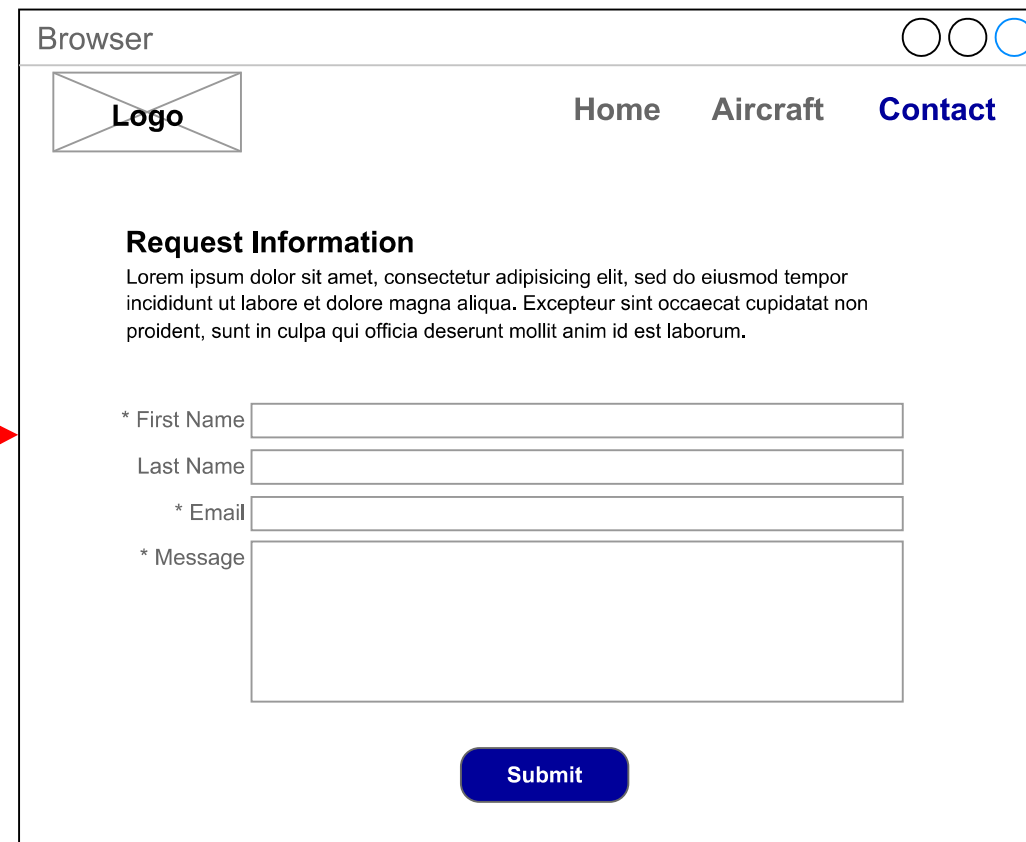 Browser
Logo
Home Aircraft Contact
Request Information
Lorem ipsum dolor sit amet, consectetur adipisicing elit, sed do eiusmod tempor
incididunt ut labore et dolore magna aliqua. Excepteur sint occaecat cupidatat non
proident, sunt in culpa qui officia deserunt mollit anim id est laborum.
* First Name
Last Name
* Email
* Message
Submit